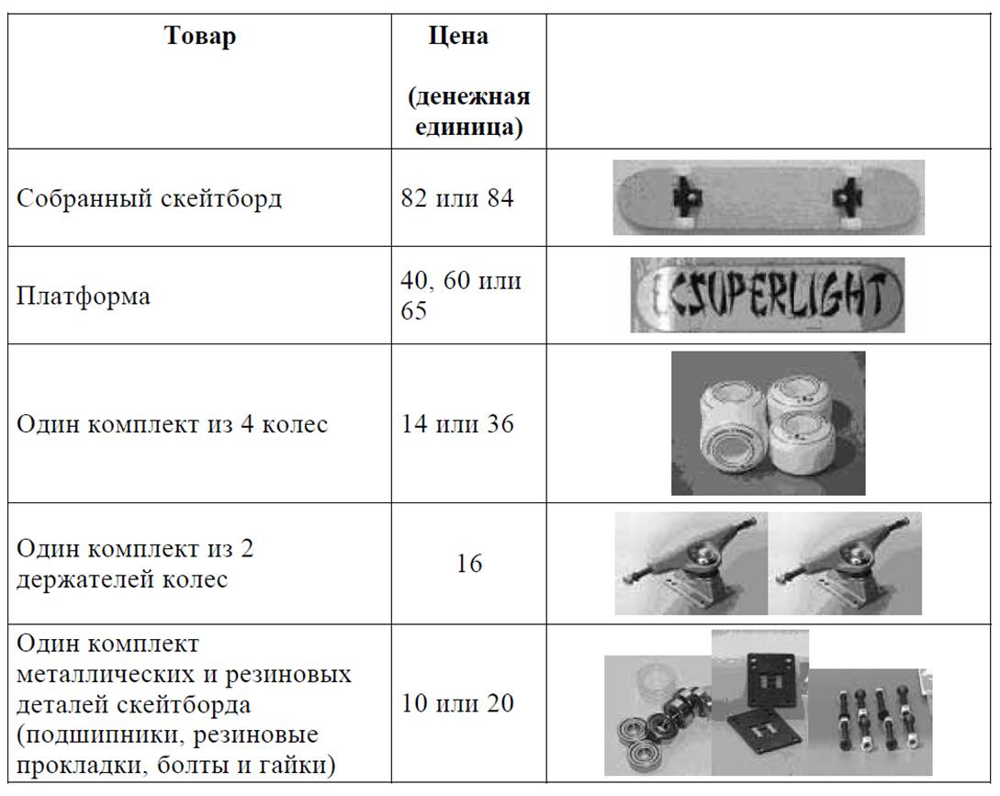 Товар
Цена
(денежная
единица)
Собранный скейтборд
82 или 84
Платформа
40, 60 или
65
SUPERLIGHT
Один комплект из 4 колес
14 или 36
Один комплект из 2
держателей колес
16
Один комплект
металлических и резиновых
деталей скейтборда
(подшипники, резиновые
прокладки, болты и гайки)
10 или 20